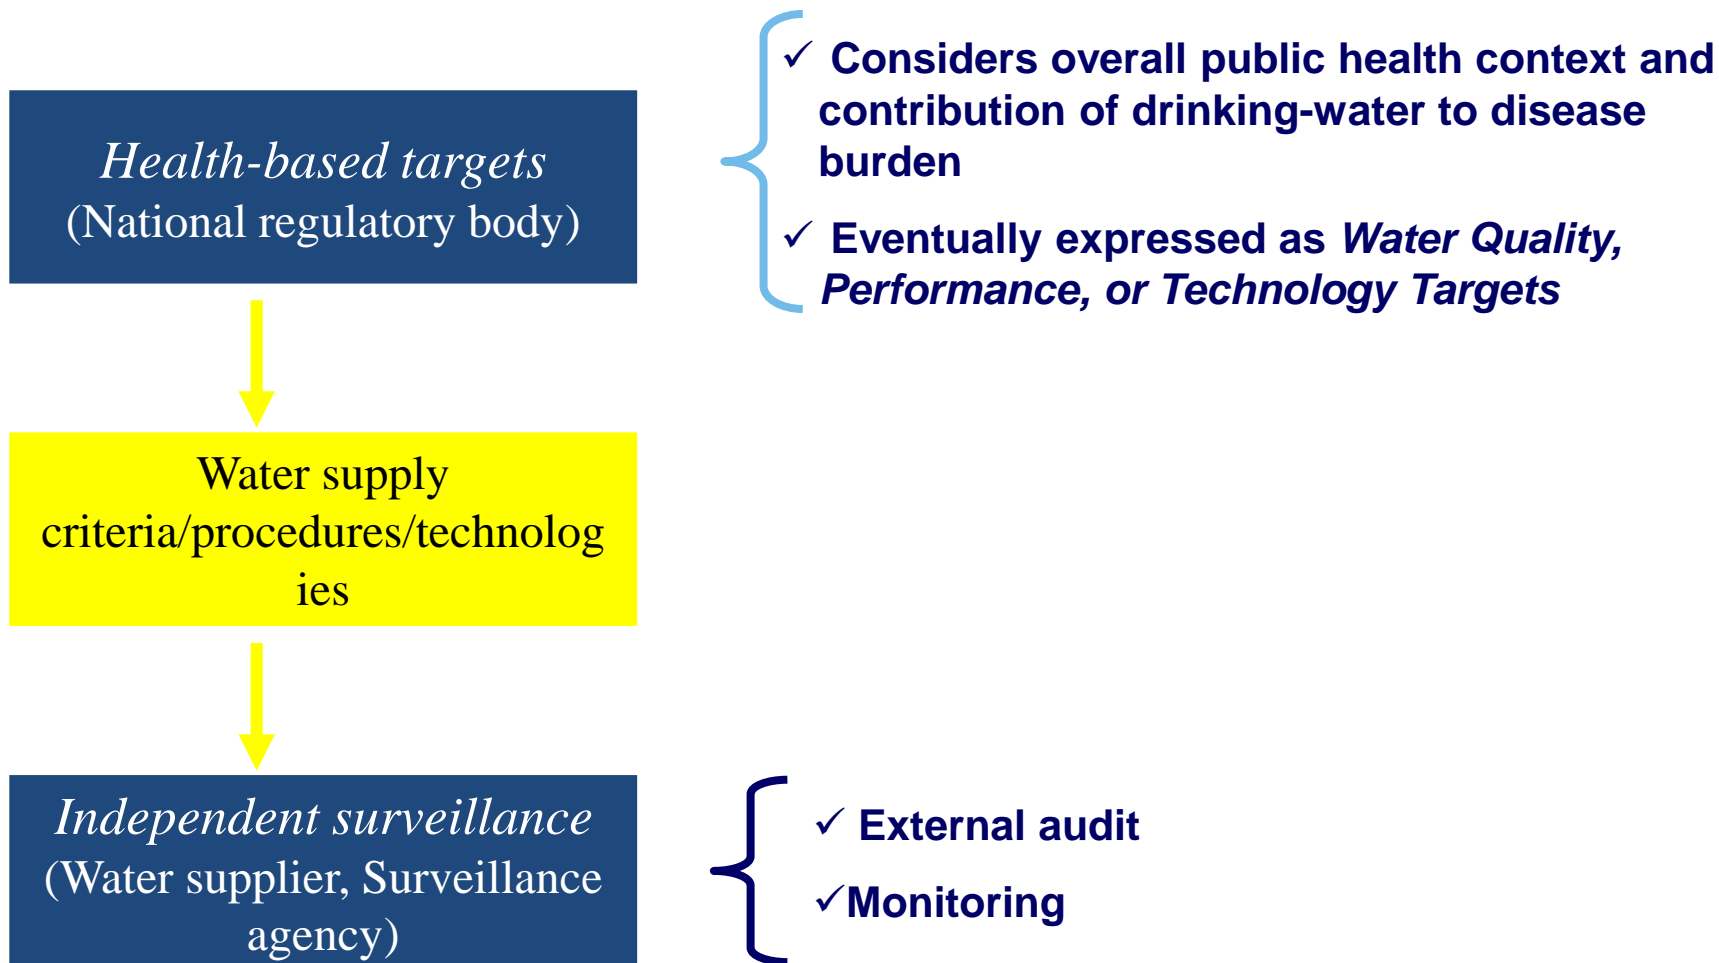 Health-based targets
(National regulatory body)
✓ Considers overall public health context and
contribution of drinking-water to disease
burden
✓ Eventually expressed as Water Quality,
Performance, or Technology Targets
Water supply
criteria/procedures/technolog
ies
Independent surveillance
(Water supplier, Surveillance
agency)
✓ External audit
✓Monitoring